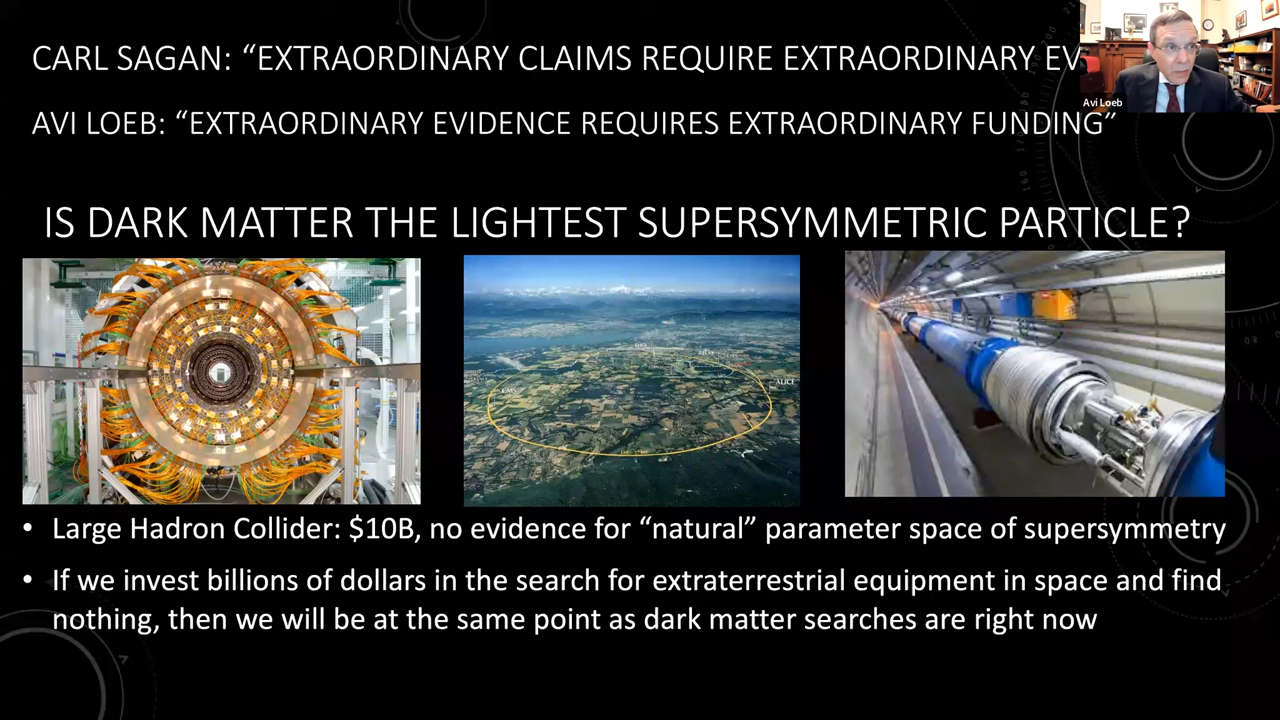 CARL SAGAN: “EXTRAORDINARY CLAIMS REQUIRE EXTRAORDINARY EV
Avi Loeb
AVI LOEB: “EXTRAORDINARY EVIDENCE REQUIRES EXTRAORDINARY FUNDING”
IS DARK MATTER THE LIGHTEST SUPERSYMMETRIC PARTICLE?
CMS
ALICE
• Large Hadron Collider: $10B, no evidence for “natural” parameter space of supersymmetry
• If we invest billions of dollars in the search for extraterrestrial equipment in space and find
nothing, then we will be at the same point as dark matter searches are right now